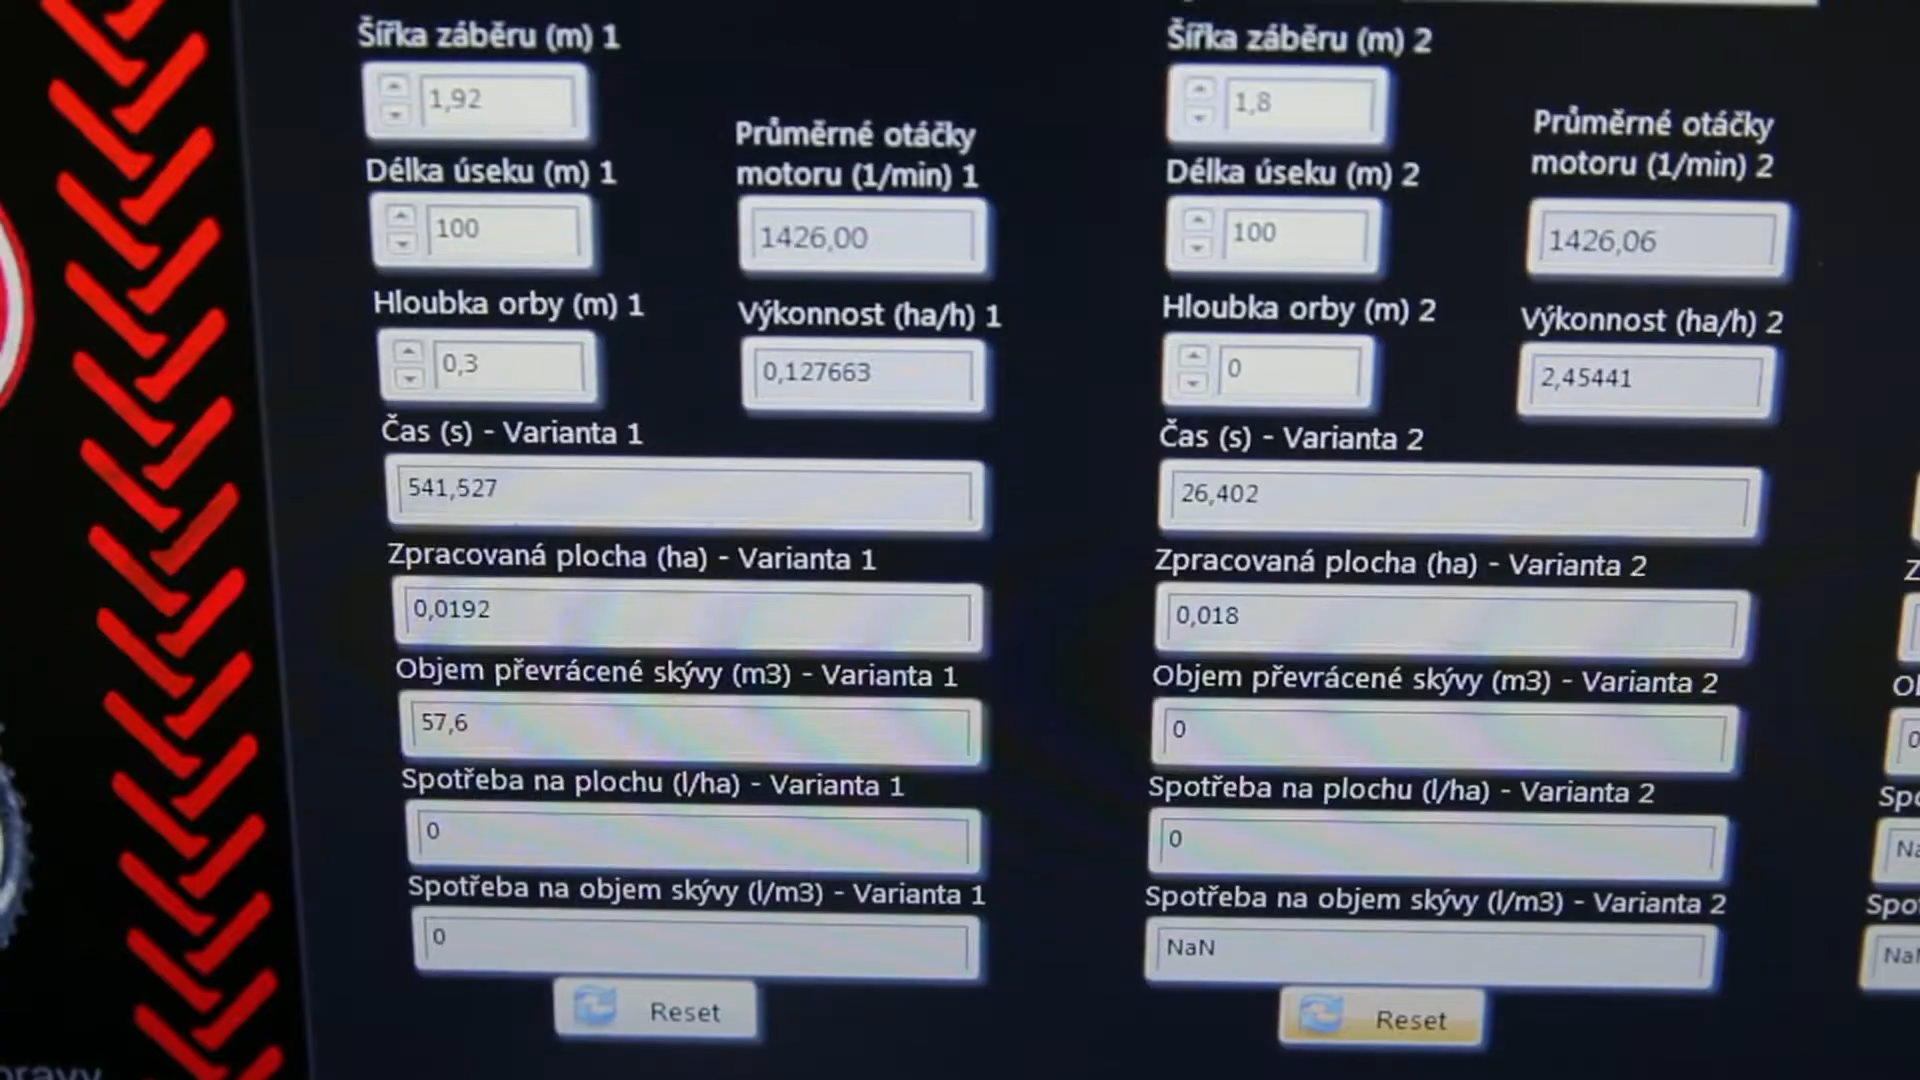 Šířka záběru (m) 1
1,92
Délka úseku (m) 1
100
Hloubka orby (m) 1
0,3
Průměrné otáčky
motoru (1/min) 1
1426,00
Výkonnost (ha/h) 1
0,127663
Čas (s) - Varianta 1
541,527
Zpracovaná plocha (ha) - Varianta 1
0,0192
Objem převrácené skývy (m3) - Varianta 1
57,6
Spotřeba na plochu (l/ha) - Varianta 1
0
Spotřeba na objem skývy (l/m3) - Varianta 1
0
Reset
Šířka záběru (m) 2
1,8
Délka úseku (m) 2
100
Hloubka orby (m) 2
0
Průměrné otáčky
motoru (1/min) 2
1426,06
Výkonnost (ha/h) 2
2,45441
Čas (s) - Varianta 2
26,402
Zpracovaná plocha (ha) - Varianta 2
0,018
Objem převrácené skývy (m3) - Varianta 2
0
Spotřeba na plochu (l/ha) - Varianta 2
0
Spotřeba na objem skývy (l/m3) - Varianta 2
NaN
Reset